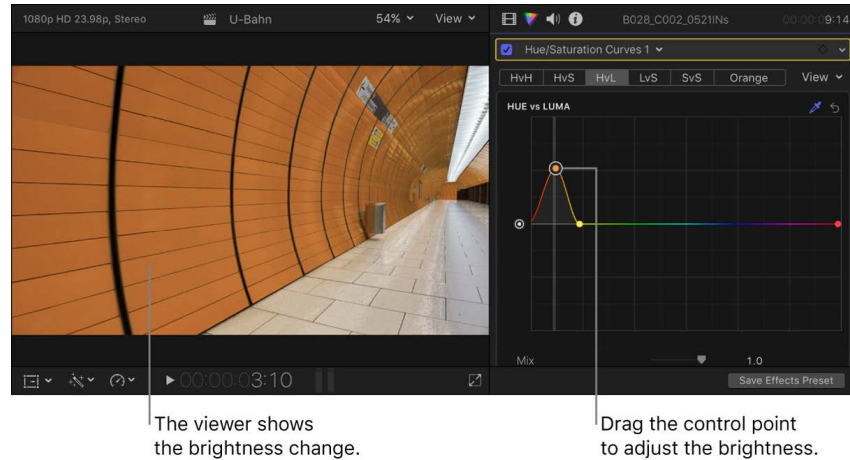 1080p HD 23.98p, Stereo
U-Bahn
54%
View
B028_C002_0521INs
00:00:09:14
Hue/Saturation Curves 1
HvH HvS HvL LvS SvS Orange View
HUE vs LUMA
Mix 1.0
00:00:03:10
Save Effects Preset
The viewer shows
the brightness change.
Drag the control point
to adjust the brightness.